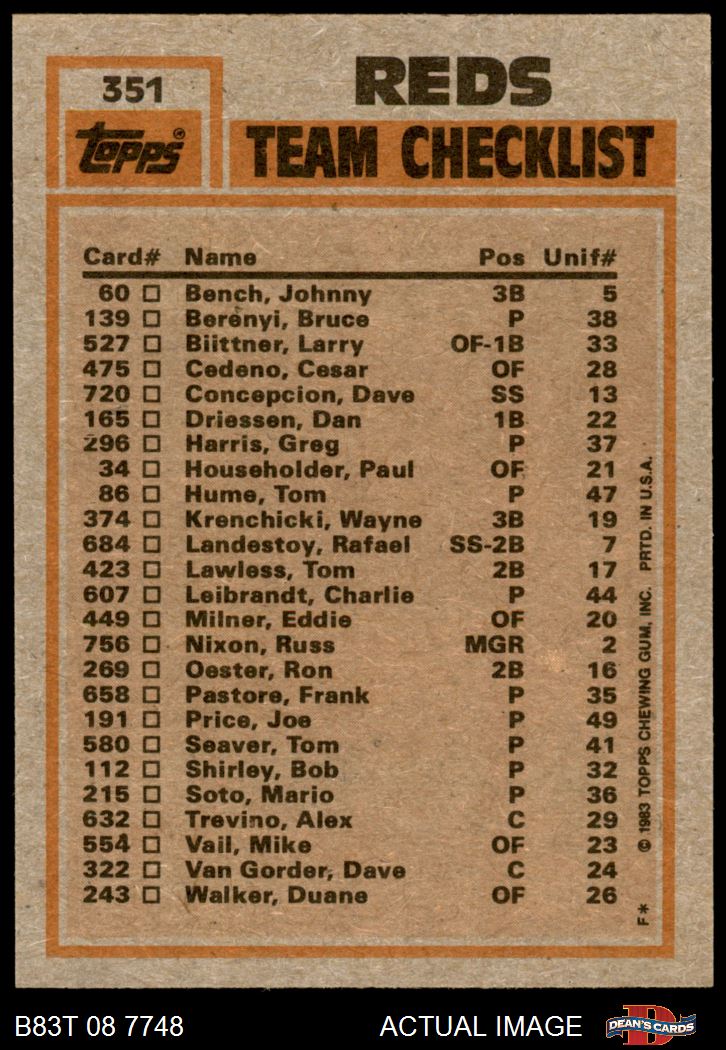 351
REDS
Topps®
TEAM CHECKLIST
Card# Name Pos Unif#
60 □ Bench, Johnny 3B 5
139 □ Berenyi, Bruce P 38
527 □ Biittner, Larry OF-1B 33
475 □ Cedeno, Cesar OF 28
720 □ Concepcion, Dave SS 13
165 □ Driessen, Dan 1B 22
296 □ Harris, Greg P 37
34 □ Householder, Paul OF 21
86 □ Hume, Tom P 47
374 □ Krenchicki, Wayne 3B 19
684 □ Landestoy, Rafael SS-2B 7
423 □ Lawless, Tom 2B 17
607 □ Leibrandt, Charlie P 44
449 □ Milner, Eddie OF 20
756 □ Nixon, Russ MGR 2
269 □ Oester, Ron 2B 16
658 □ Pastore, Frank P 35
191 □ Price, Joe P 49
580 □ Seaver, Tom P 41
112 □ Shirley, Bob P 32
215 □ Soto, Mario P 36
632 □ Trevino, Alex C 29
554 □ Vail, Mike OF 23
322 □ Van Gorder, Dave C 24
243 □ Walker, Duane OF 26
F* © 1983 TOPPS CHEWING GUM, INC. PRTD. IN U.S.A.
B83T 08 7748 ACTUAL IMAGE
D
DEAN'S CARDS